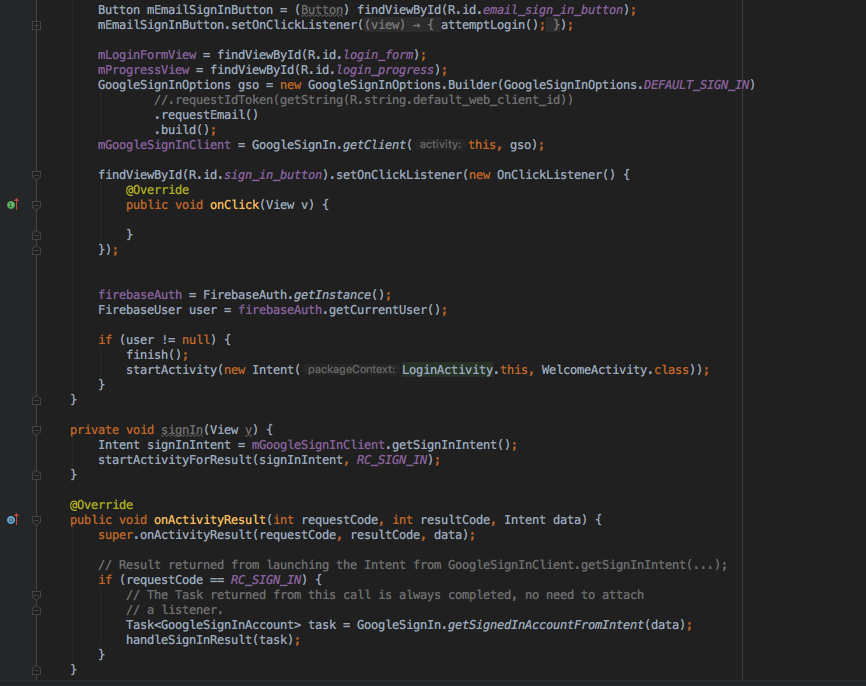 Button mEmailSignInButton = (Button) findViewById(R.id.email_sign_in_button);
mEmailSignInButton.setOnClickListener((view) → { attemptLogin(); });
mLoginFormView = findViewById(R.id.login_form);
mProgressView = findViewById(R.id.login_progress);
GoogleSignInOptions gso = new GoogleSignInOptions.Builder(GoogleSignInOptions.DEFAULT_SIGN_IN)
//.requestIdToken(getString(R.string.default_web_client_id))
.requestEmail()
.build();
mGoogleSignInClient = GoogleSignIn.getClient( activity: this, gso);
findViewById(R.id.sign_in_button).setOnClickListener(new OnClickListener() {
@Override
public void onClick(View v) {
}
});
firebaseAuth = FirebaseAuth.getInstance();
FirebaseUser user = firebaseAuth.getCurrentUser();
if (user != null) {
finish();
startActivity(new Intent( packageContext: LoginActivity.this, WelcomeActivity.class));
}
}
private void signIn(View v) {
Intent signInIntent = mGoogleSignInClient.getSignInIntent();
startActivityForResult(signInIntent, RC_SIGN_IN);
}
@Override
public void onActivityResult(int requestCode, int resultCode, Intent data) {
super.onActivityResult(requestCode, resultCode, data);
// Result returned from launching the Intent from GoogleSignInClient.getSignInIntent(...);
if (requestCode == RC_SIGN_IN) {
// The Task returned from this call is always completed, no need to attach
// a listener.
Task<GoogleSignInAccount> task = GoogleSignIn.getSignedInAccountFromIntent(data);
handleSignInResult(task);
}
}